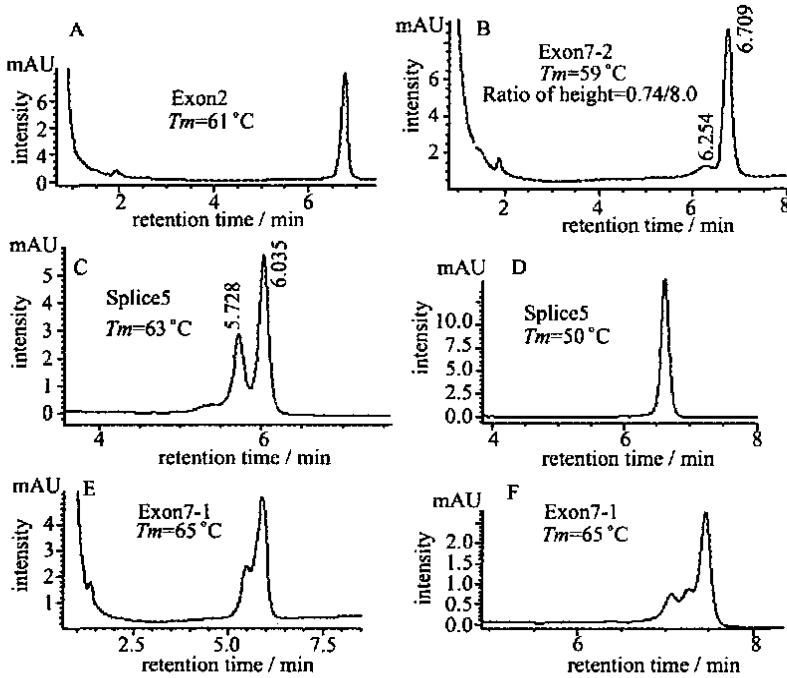 A
mAU
Exon2
Tm=61 °C
intensity
6
2
4
0
2 4 6
retention time / min
B
mAU
Exon7-2
Tm=59 °C
Ratio of height=0.74/8.0
6.254
6.709
intensity
8
6
4
2
2 4 6 8
retention time / min
mAU
C
Splice5
Tm=63 °C
5.728
6.035
intensity
5
4
3
2
1
0
4 6
retention time / min
mAU
D
Splice5
Tm=50 °C
intensity
10.0
7.5
5.0
2.5
0.0
4 6 8
retention time / min
mAU
E
Exon7-1
Tm=65 °C
intensity
4
3
2
1
2.5 5.0 7.5
retention time / min
mAU
F
Exon7-1
Tm=65 °C
intensity
2.0
1.5
1.0
0.5
0.0
6 8
retention time / min